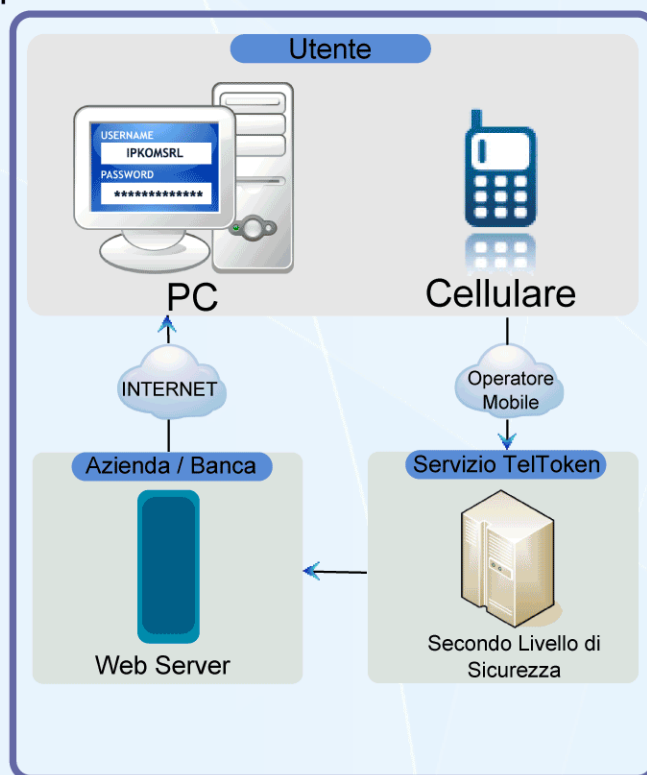 Utente
USERNAME
IPKOMSRL
PASSWORD
*************
PC
Cellulare
INTERNET
Operatore
Mobile
Azienda / Banca
Servizio TelToken
Web Server
Secondo Livello di
Sicurezza